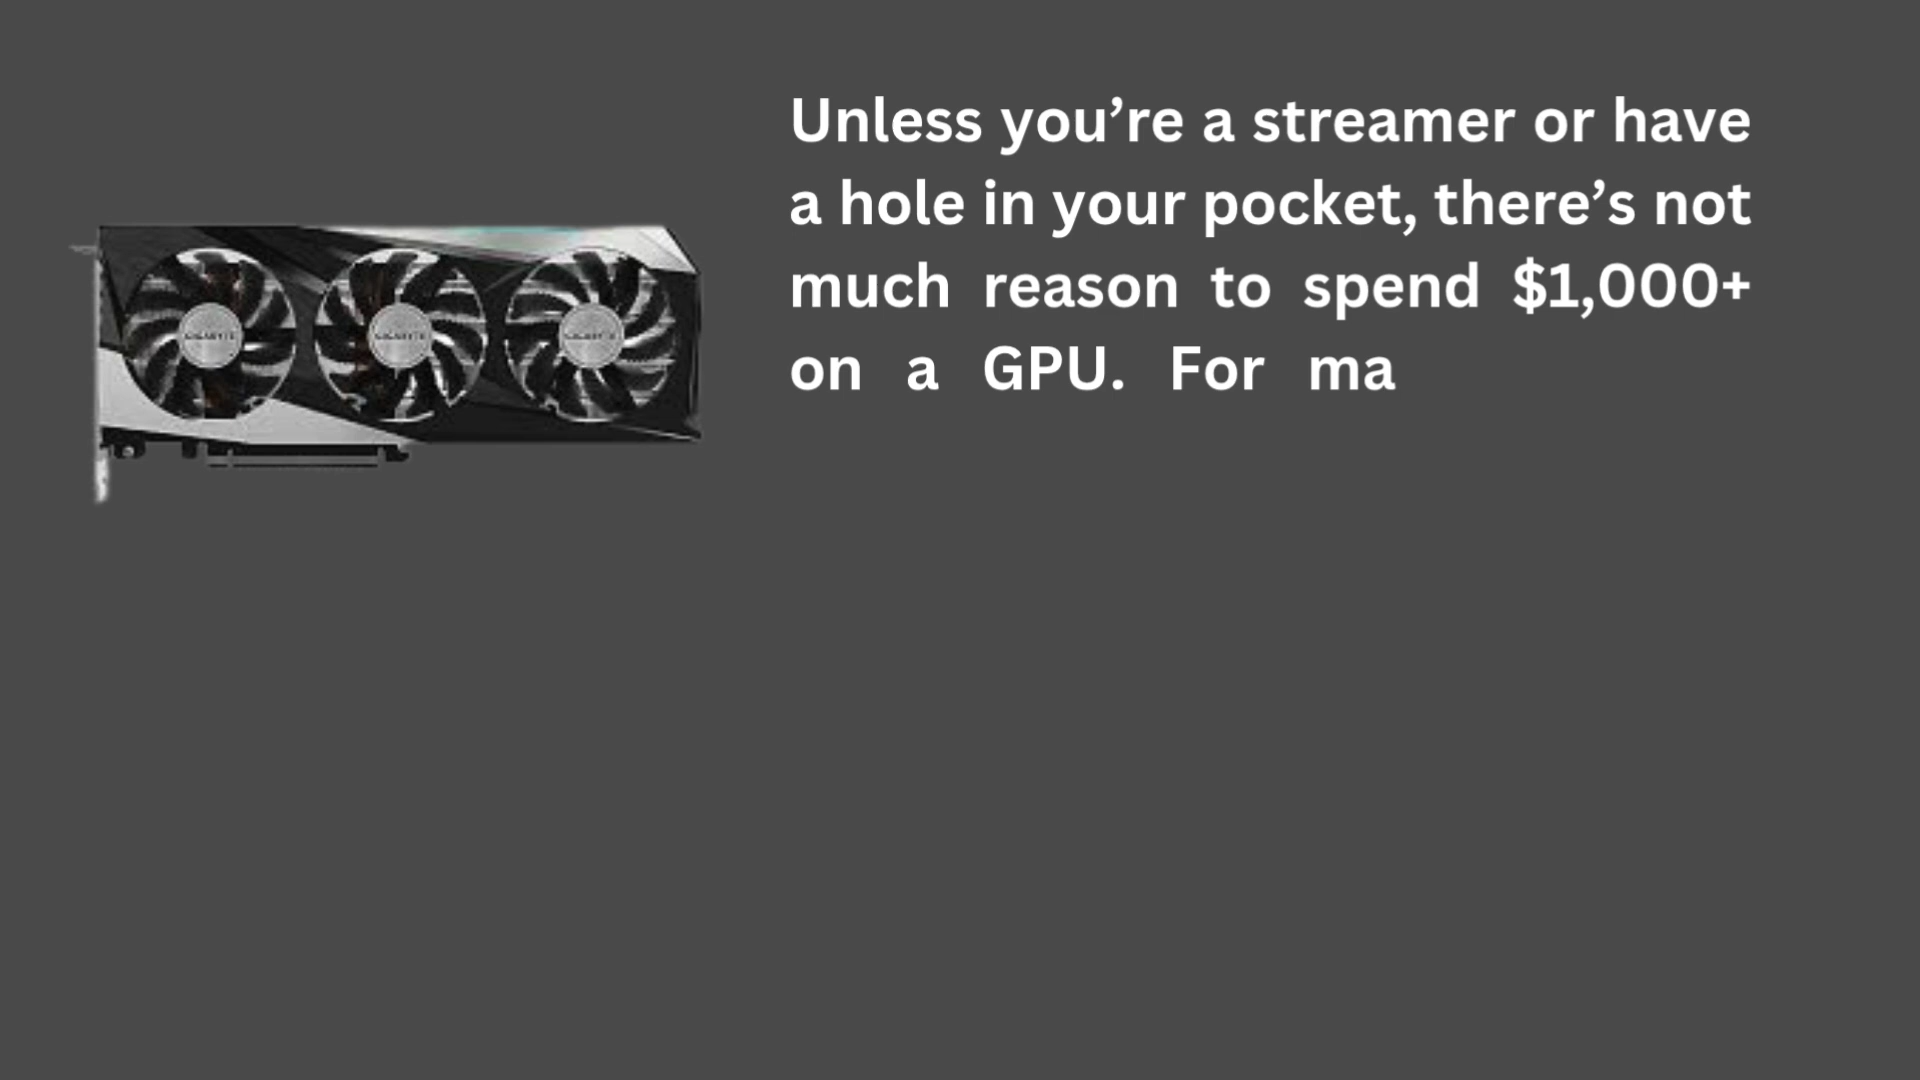 Unless you’re a streamer or have
a hole in your pocket, there’s not
much reason to spend $1,000+
on a GPU. For ma